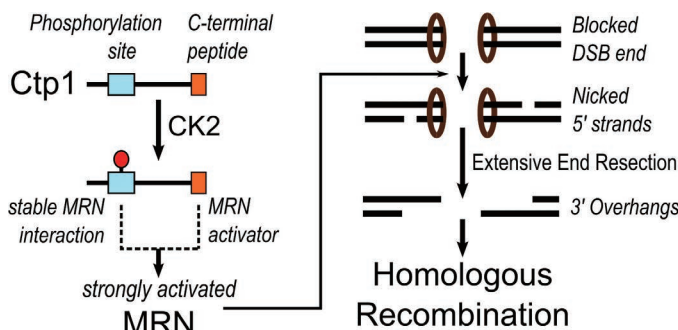 Phosphorylation
site
C-terminal
peptide
Ctp1
CK2
stable MRN
interaction
MRN
activator
strongly activated
MRN
Blocked
DSB end
Nicked
5' strands
Extensive End Resection
3' Overhangs
Homologous
Recombination